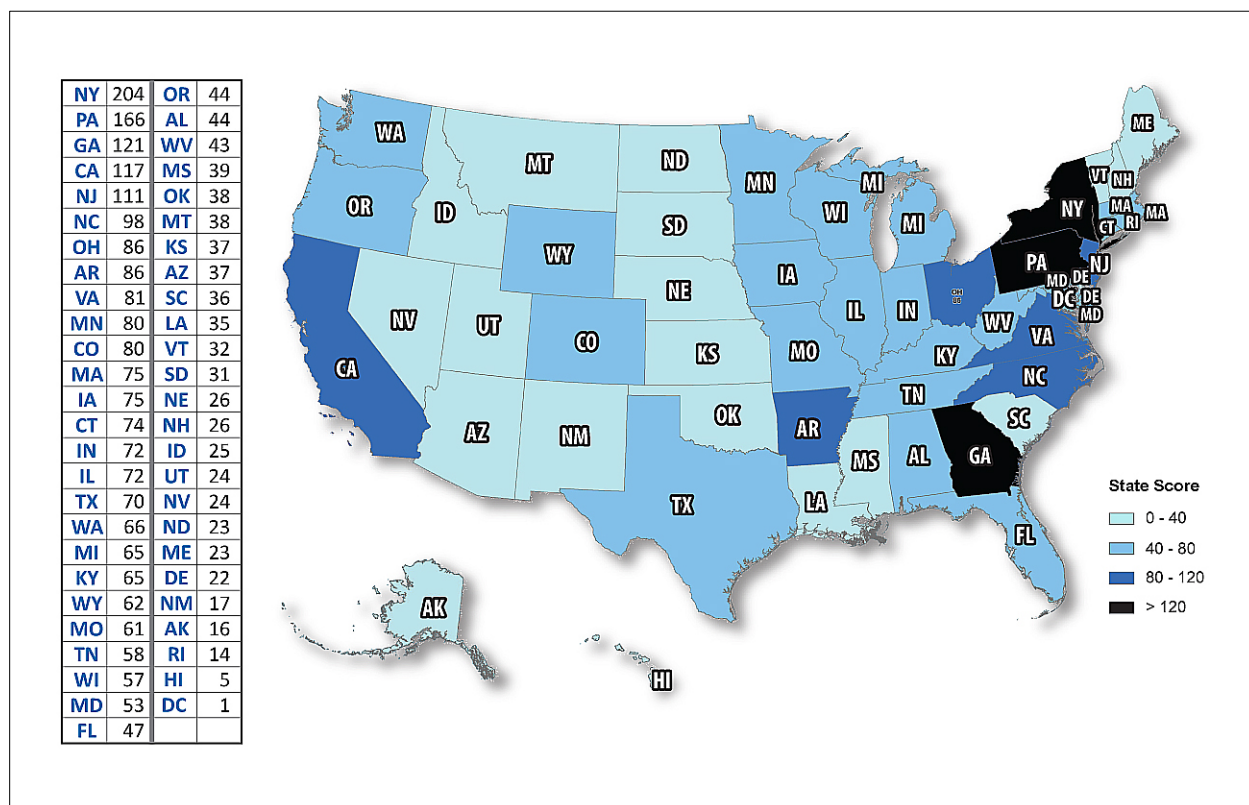 NY 204 OR 44
PA 166 AL 44
GA 121 WV 43
CA 117 MS 39
NJ 111 OK 38
NC 98 MT 38
OH 86 KS 37
AR 86 AZ 37
VA 81 SC 36
MN 80 LA 35
CO 80 VT 32
MA 75 SD 31
IA 75 NE 26
CT 74 NH 26
IN 72 ID 25
IL 72 UT 24
TX 70 NV 24
WA 66 ND 23
MI 65 ME 23
KY 65 DE 22
WY 62 NM 17
MO 61 AK 16
TN 58 RI 14
WI 57 HI 5
MD 53 DC 1
FL 47
WA
MT
ND
MN
MI
ME
VT
NH
OR
ID
SD
WI
MI
NY
MA
MA
RI
CT
WY
IA
PA
NJ
NE
MD
DE
NV
UT
CO
IL
IN
OH
WV
DC
DE
MD
CA
KS
MO
KY
VA
AZ
NM
OK
AR
TN
NC
SC
TX
LA
MS
AL
GA
FL
AK
HI
State Score
0 - 40
40 - 80
80 - 120
> 120